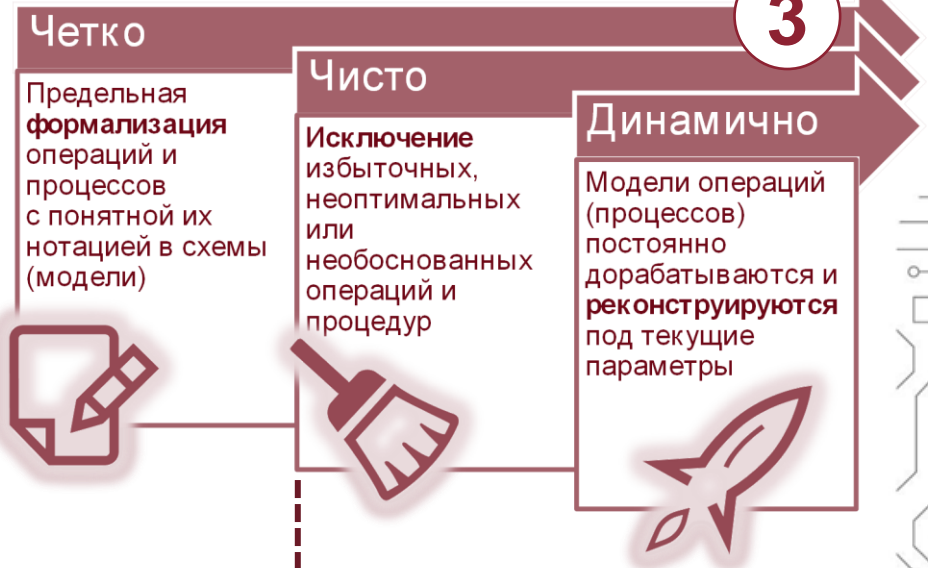 3
Четко
Предельная
формализация
операций и
процессов
с понятной их
нотацией в схемы
(модели)
Чисто
Исключение
избыточных,
неоптимальных
или
необоснованных
операций и
процедур
Динамично
Модели операций
(процессов)
постоянно
дорабатываются и
реконструируются
под текущие
параметры